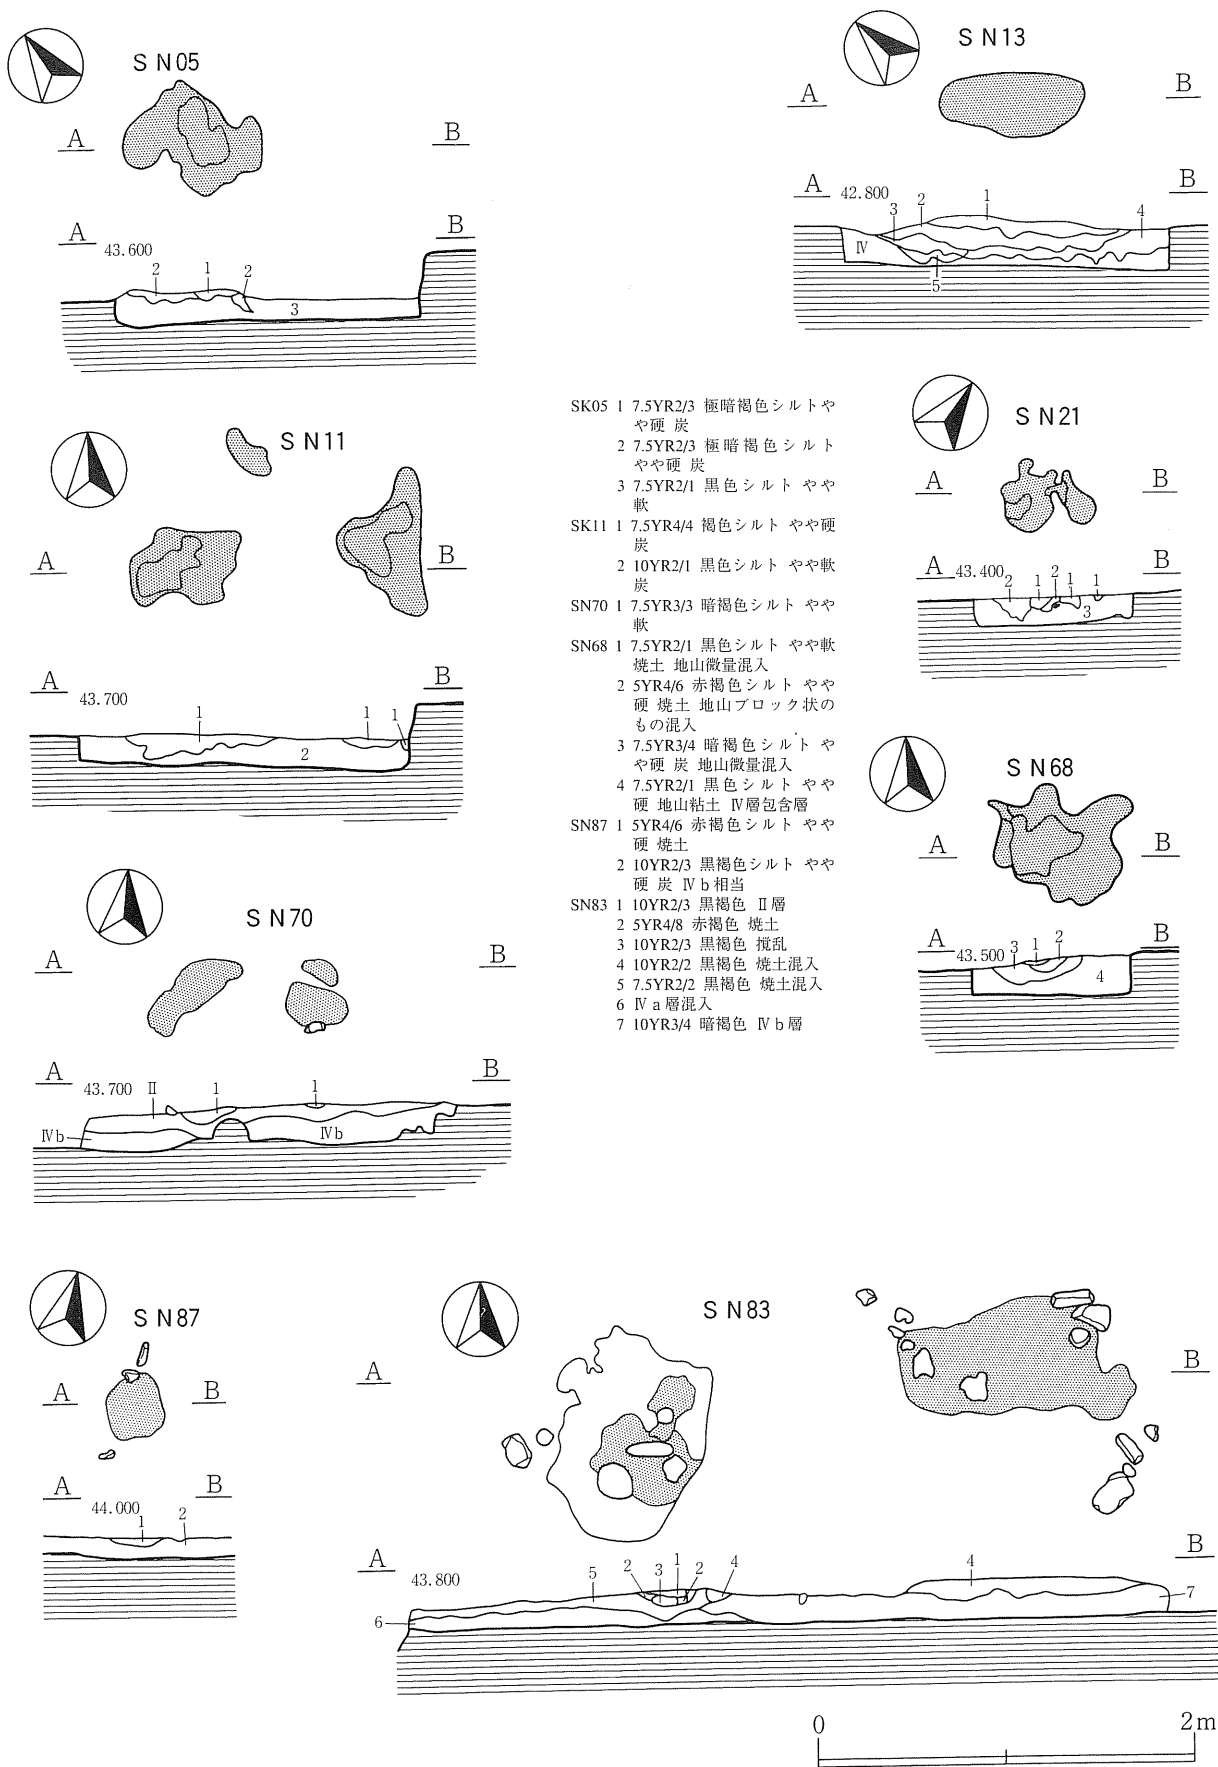 S N05
A
B
A
43.600
B
2
1
2
3
S N13
A
B
A
42.800
B
1
2
3
4
Ⅳ
5
S N11
A
B
A
43.700
B
1
1
1
2
SK05 1 7.5YR2/3 極暗褐色シルトや
や硬 炭
2 7.5YR2/3 極暗褐色シルト
やや硬 炭
3 7.5YR2/1 黒色シルト やや
軟
SK11 1 7.5YR4/4 褐色シルト やや硬
炭
2 10YR2/1 黒色シルト やや軟
炭
SN70 1 7.5YR3/3 暗褐色シルト やや
軟
SN68 1 7.5YR2/1 黒色シルト やや軟
焼土 地山微量混入
2 5YR4/6 赤褐色シルト やや
硬 焼土 地山ブロック状の
もの混入
3 7.5YR3/4 暗褐色シルト や
や硬 炭 地山微量混入
4 7.5YR2/1 黒色シルト やや
硬 地山粘土 Ⅳ層包含層
SN87 1 5YR4/6 赤褐色シルト やや
硬 焼土
2 10YR2/3 黒褐色シルト やや
硬 炭 Ⅳb相当
SN83 1 10YR2/3 黒褐色 Ⅱ層
2 5YR4/8 赤褐色 焼土
3 10YR2/3 黒褐色 撹乱
4 10YR2/2 黒褐色 焼土混入
5 7.5YR2/2 黒褐色 焼土混入
6 Ⅳa層混入
7 10YR3/4 暗褐色 Ⅳb層
S N21
A
B
A
43.400
B
2
1
2
1
1
3
S N68
A
B
A
43.500
B
3
1
2
4
S N70
A
B
A
43.700
B
Ⅱ
1
1
Ⅳb
Ⅳb
S N87
A
B
A
44.000
B
1
2
S N83
A
B
A
43.800
B
5
2
3
1
2
4
4
7
6
0
2m